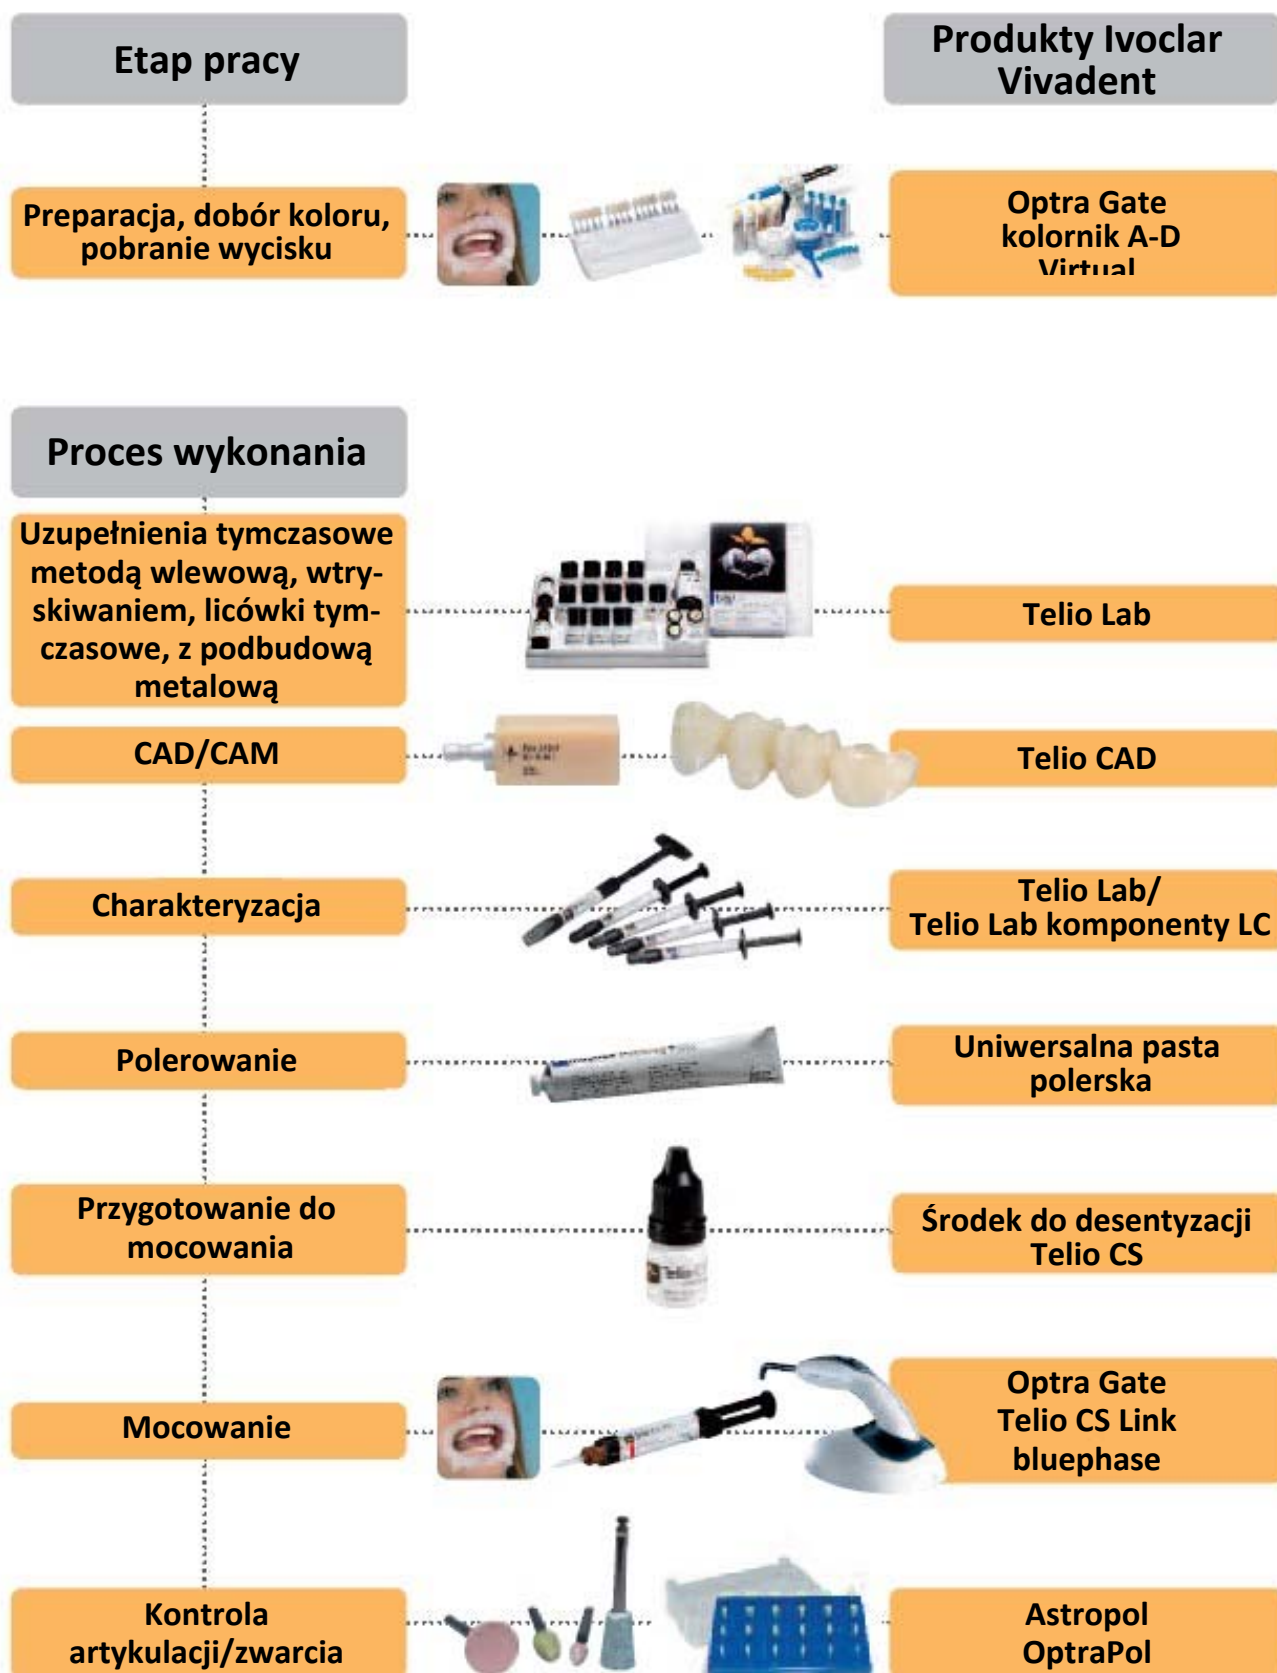 Etap pracy
Produkty Ivoclar
Vivadent
Preparacja, dobór koloru,
pobranie wycisku
Optra Gate
kolornik A-D
Virtual
Proces wykonania
Uzupełnienia tymczasowe
metodą wlewową, wtry-
skiwaniem, licówki tym-
czasowe, z podbudową
metalową
Telio Lab
CAD/CAM
Telio CAD
Charakteryzacja
Telio Lab/
Telio Lab komponenty LC
Polerowanie
Uniwersalna pasta
polerska
Przygotowanie do
mocowania
Telio
Środek do desentyzacji
Telio CS
Mocowanie
Optra Gate
Telio CS Link
bluephase
Kontrola
artykulacji/zwarcia
Astropol
OptraPol